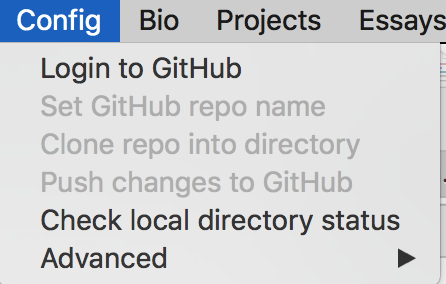 Config Bio Projects Essays
Login to GitHub
Set GitHub repo name
Clone repo into directory
Push changes to GitHub
Check local directory status
Advanced